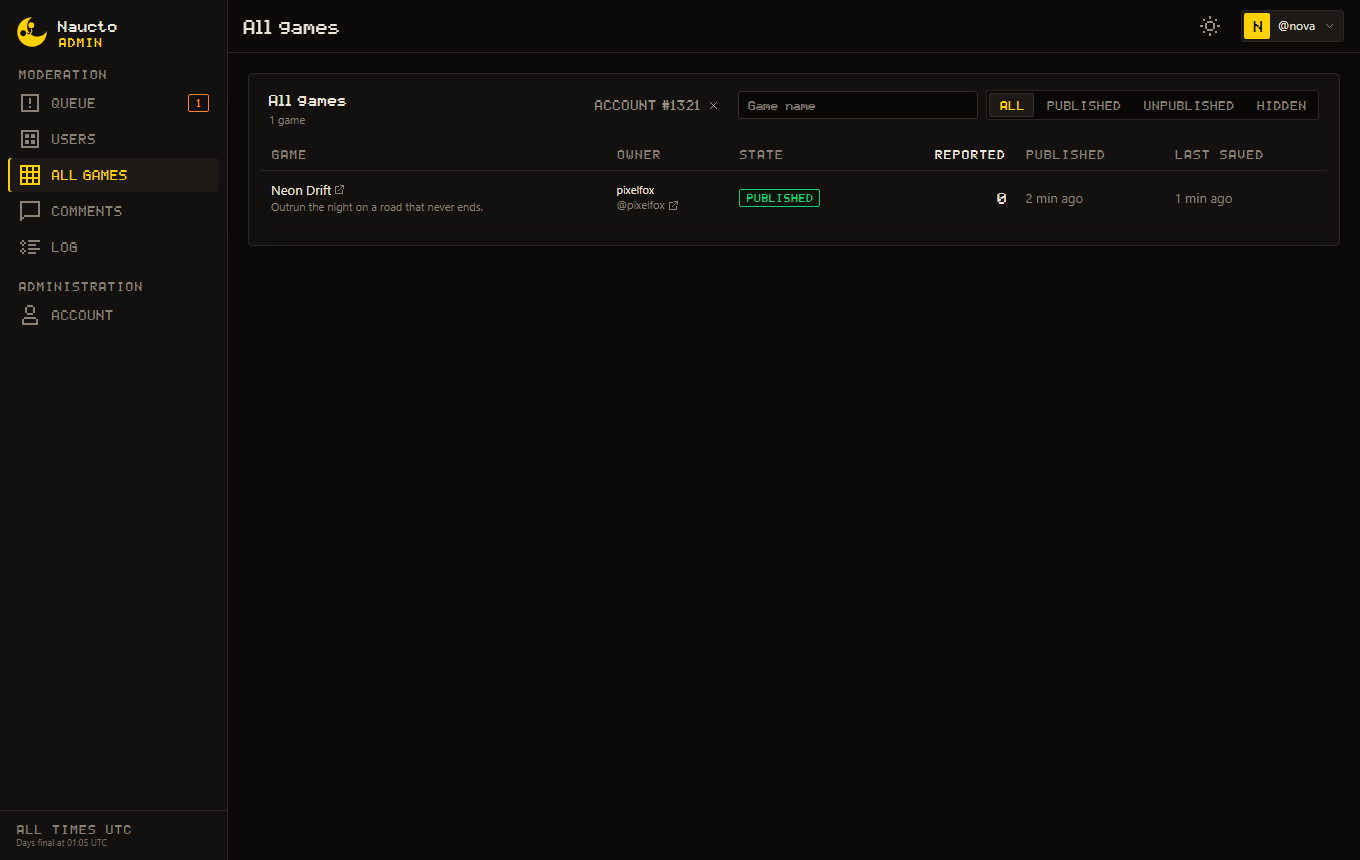 Naucto
ADMIN
MODERATION
QUEUE 1
USERS
ALL GAMES
COMMENTS
LOG
ADMINISTRATION
ACCOUNT
ALL TIMES UTC
Days final at 01:05 UTC
All games
N @nova
All games
1 game
ACCOUNT #1321 ×
Game name
ALL PUBLISHED UNPUBLISHED HIDDEN
GAME OWNER STATE REPORTED PUBLISHED LAST SAVED
Neon Drift pixelfox PUBLISHED 0 2 min ago 1 min ago
Outrun the night on a road that never ends. @pixelfox